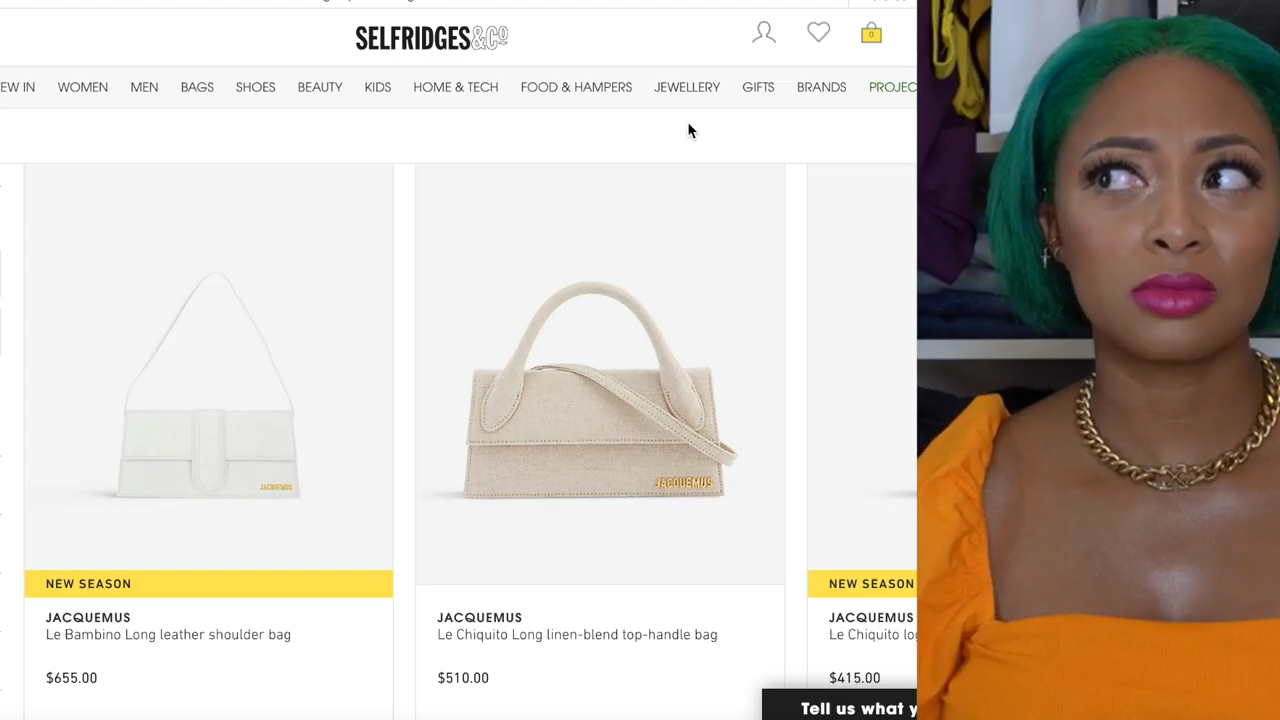 SELFRIDGES&CO
0
EW IN WOMEN MEN BAGS SHOES BEAUTY KIDS HOME & TECH FOOD & HAMPERS JEWELLERY GIFTS BRANDS PROJEC
JACQUEMUS
JACQUEMUS
NEW SEASON
NEW SEASON
JACQUEMUS
Le Bambino Long leather shoulder bag
$655.00
JACQUEMUS
Le Chiquito Long linen-blend top-handle bag
$510.00
JACQUEMUS
Le Chiquito
$415.00
Tell us what